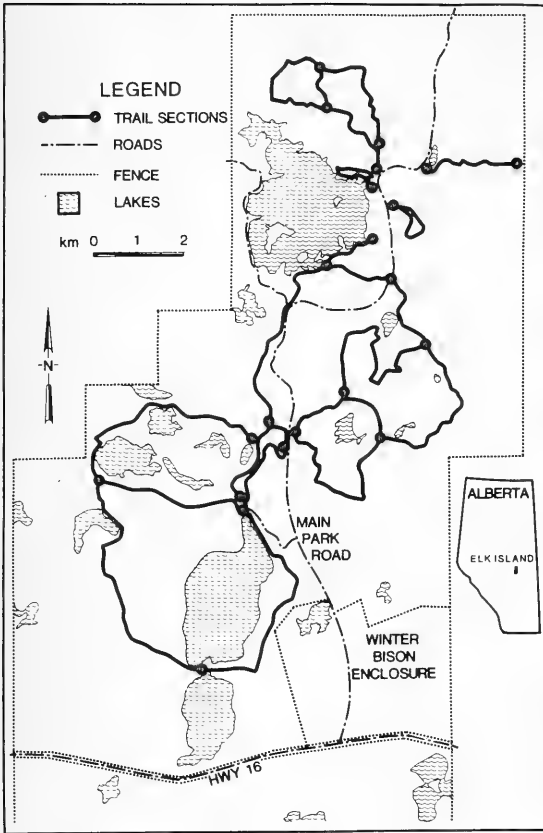 LEGEND
TRAIL SECTIONS
ROADS
FENCE
LAKES
km 0 1 2
-N-
MAIN
PARK
ROAD
ALBERTA
ELK ISLAND
WINTER
BISON
ENCLOSURE
HWY 16